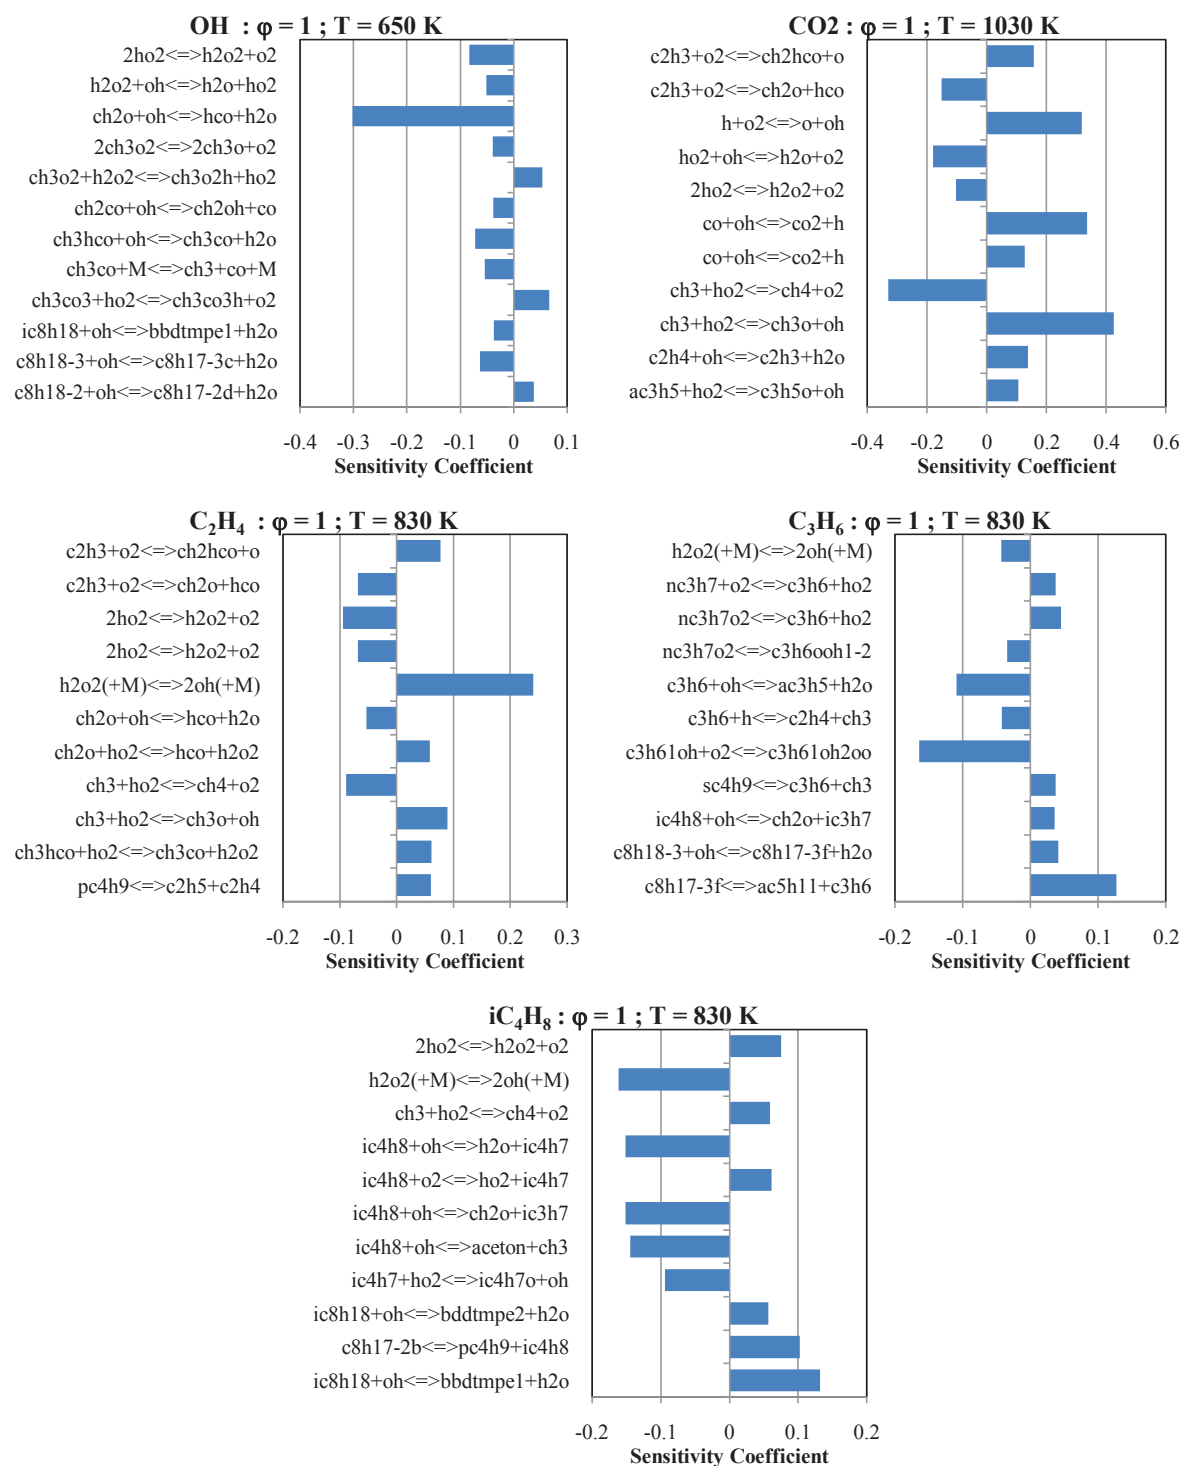 OH : φ = 1 ; T = 650 K
2ho2<=>h2o2+o2
h2o2+oh<=>h2o+ho2
ch2o+oh<=>hco+h2o
2ch3o2<=>2ch3o+o2
ch3o2+h2o2<=>ch3o2h+ho2
ch2co+oh<=>ch2oh+co
ch3hco+oh<=>ch3co+h2o
ch3co+M<=>ch3+co+M
ch3co3+ho2<=>ch3co3h+o2
ic8h18+oh<=>bbdtmpe1+h2o
c8h18-3+oh<=>c8h17-3c+h2o
c8h18-2+oh<=>c8h17-2d+h2o
-0.4 -0.3 -0.2 -0.1 0 0.1
Sensitivity Coefficient
CO2 : φ = 1 ; T = 1030 K
c2h3+o2<=>ch2hco+o
c2h3+o2<=>ch2o+hco
h+o2<=>o+oh
ho2+oh<=>h2o+o2
2ho2<=>h2o2+o2
co+oh<=>co2+h
co+oh<=>co2+h
ch3+ho2<=>ch4+o2
ch3+ho2<=>ch3o+oh
c2h4+oh<=>c2h3+h2o
ac3h5+ho2<=>c3h5o+oh
-0.4 -0.2 0 0.2 0.4 0.6
Sensitivity Coefficient
C₂H₄ : φ = 1 ; T = 830 K
c2h3+o2<=>ch2hco+o
c2h3+o2<=>ch2o+hco
2ho2<=>h2o2+o2
2ho2<=>h2o2+o2
h2o2(+M)<=>2oh(+M)
ch2o+oh<=>hco+h2o
ch2o+ho2<=>hco+h2o2
ch3+ho2<=>ch4+o2
ch3+ho2<=>ch3o+oh
ch3hco+ho2<=>ch3co+h2o2
pc4h9<=>c2h5+c2h4
-0.2 -0.1 0 0.1 0.2 0.3
Sensitivity Coefficient
C₃H₆ : φ = 1 ; T = 830 K
h2o2(+M)<=>2oh(+M)
nc3h7+o2<=>c3h6+ho2
nc3h7o2<=>c3h6+ho2
nc3h7o2<=>c3h6ooh1-2
c3h6+oh<=>ac3h5+h2o
c3h6+h<=>c2h4+ch3
c3h61oh+o2<=>c3h61oh2oo
sc4h9<=>c3h6+ch3
ic4h8+oh<=>ch2o+ic3h7
c8h18-3+oh<=>c8h17-3f+h2o
c8h17-3f<=>ac5h11+c3h6
-0.2 -0.1 0 0.1 0.2
Sensitivity Coefficient
iC₄H₈ : φ = 1 ; T = 830 K
2ho2<=>h2o2+o2
h2o2(+M)<=>2oh(+M)
ch3+ho2<=>ch4+o2
ic4h8+oh<=>h2o+ic4h7
ic4h8+o2<=>ho2+ic4h7
ic4h8+oh<=>ch2o+ic3h7
ic4h8+oh<=>aceton+ch3
ic4h7+ho2<=>ic4h7o+oh
ic8h18+oh<=>bddtmpe2+h2o
c8h17-2b<=>pc4h9+ic4h8
ic8h18+oh<=>bbdtmpe1+h2o
-0.2 -0.1 0 0.1 0.2
Sensitivity Coefficient